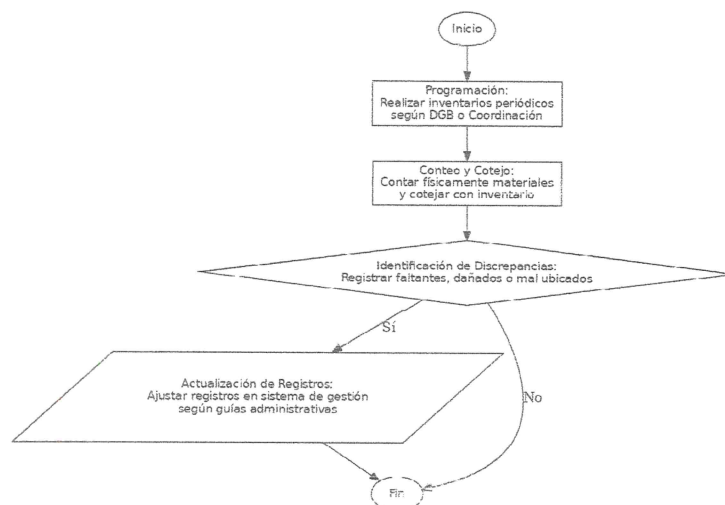 Inicio
Programación:
Realizar inventarios periódicos
según DGB o Coordinación
Conteo y Cotejo:
Contar físicamente materiales
y cotejar con inventario
Identificación de Discrepancias:
Registrar faltantes, dañados o mal ubicados
Sí
Actualización de Registros:
Ajustar registros en sistema de gestión
según guías administrativas
No
Fin